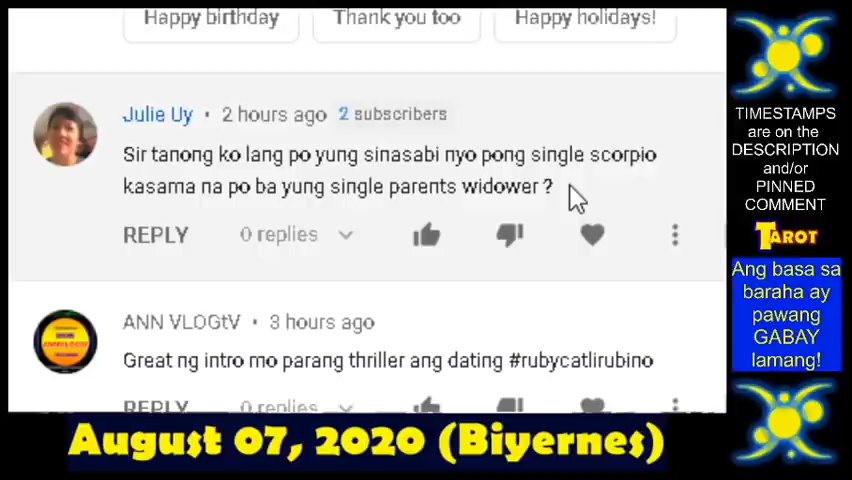 Happy birthday
Thank you too
Happy holidays!
Julie Uy • 2 hours ago 2 subscribers
Sir tanong ko lang po yung sinasabi nyo pong single scorpio
kasama na po ba yung single parents widower ?
REPLY 0 replies
ANN VLOGtV • 3 hours ago
Great ng intro mo parang thriller ang dating #rubycatlirubino
REPLY 0 replies
TIMESTAMPS
are on the
DESCRIPTION
and/or
PINNED
COMMENT
TAROT
Ang basa sa
baraha ay
pawang
GABAY
lamang!
August 07, 2020 (Biyernes)